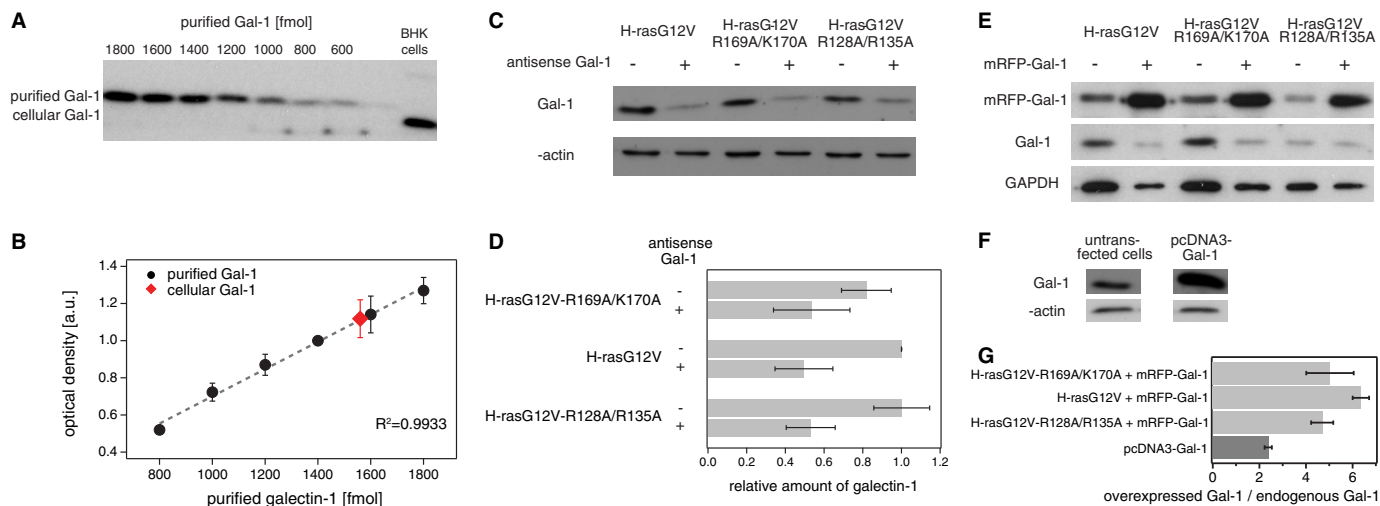 A
purified Gal-1 [fmol]
1800 1600 1400 1200 1000 800 600
BHK
cells
purified Gal-1
cellular Gal-1
B
optical density [a.u.]
1.4
1.2
1.0
0.8
0.6
0.4
purified Gal-1
cellular Gal-1
R²=0.9933
800 1000 1200 1400 1600 1800
purified galectin-1 [fmol]
C
H-rasG12V
H-rasG12V
R169A/K170A
H-rasG12V
R128A/R135A
antisense Gal-1 - + - + - +
Gal-1
-actin
D
antisense
Gal-1
H-rasG12V-R169A/K170A
-
+
H-rasG12V
-
+
H-rasG12V-R128A/R135A
-
+
0.0 0.2 0.4 0.6 0.8 1.0 1.2
relative amount of galectin-1
E
H-rasG12V
H-rasG12V
R169A/K170A
H-rasG12V
R128A/R135A
mRFP-Gal-1 - + - + - +
mRFP-Gal-1
Gal-1
GAPDH
F
untrans-
fected cells
pcDNA3-
Gal-1
Gal-1
-actin
G
H-rasG12V-R169A/K170A + mRFP-Gal-1
H-rasG12V + mRFP-Gal-1
H-rasG12V-R128A/R135A + mRFP-Gal-1
pcDNA3-Gal-1
0 2 4 6
overexpressed Gal-1 / endogenous Gal-1